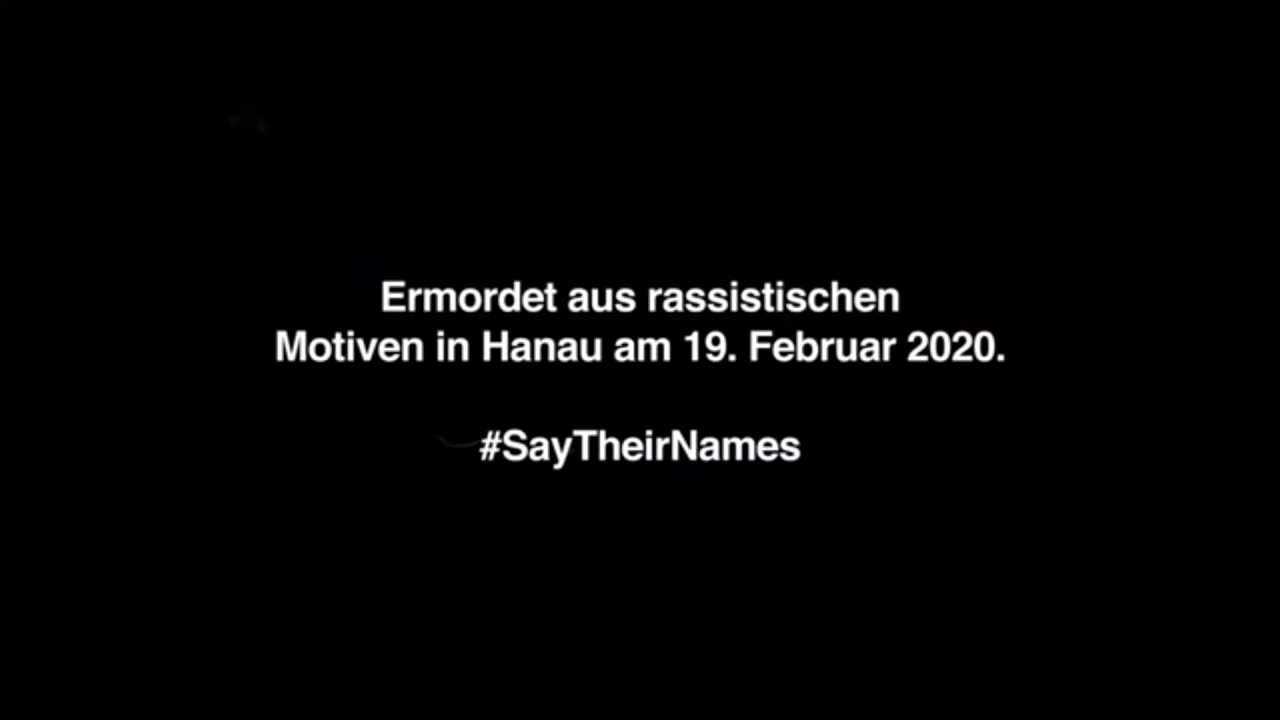 Ermordet aus rassistischen
Motiven in Hanau am 19. Februar 2020.
#SayTheirNames